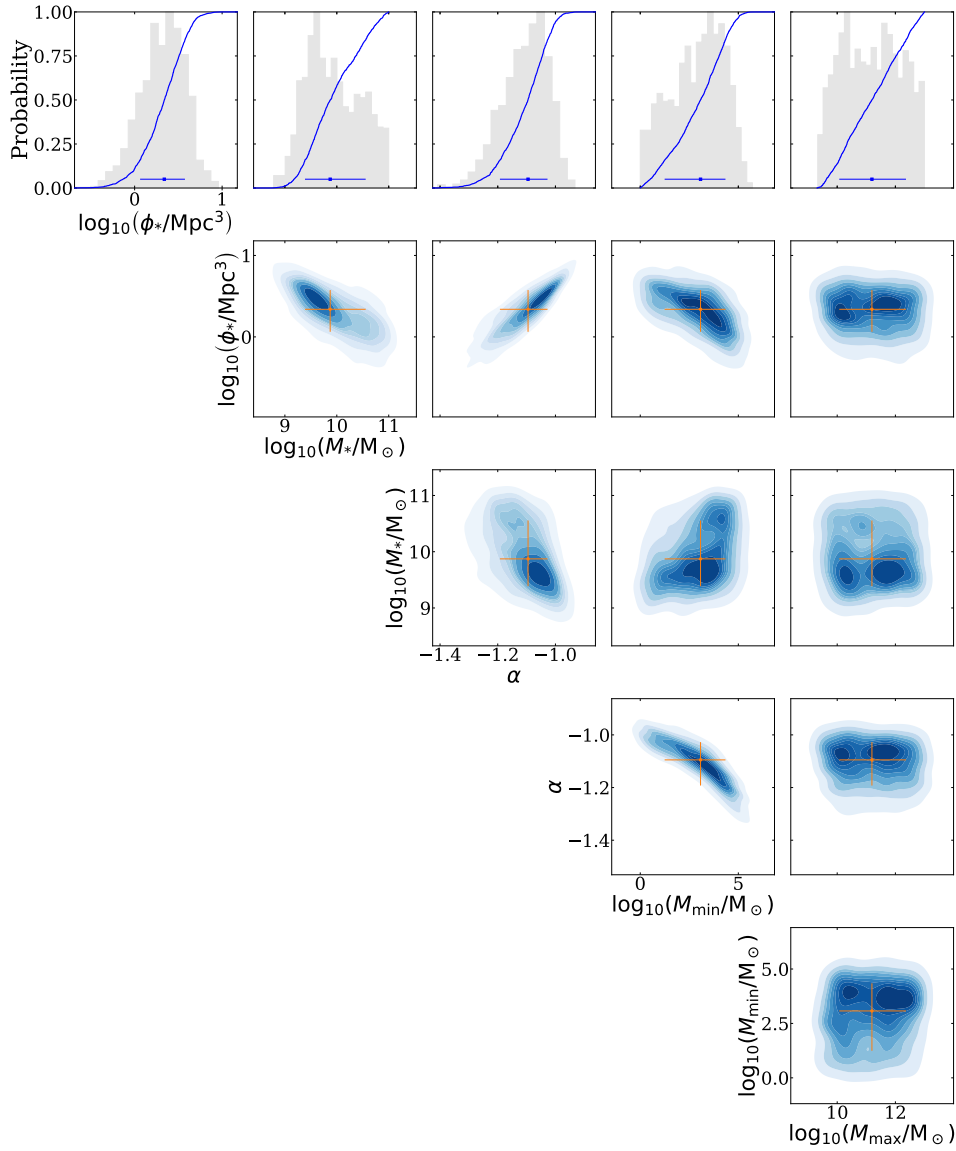 1.00
0.75
Probability
0.50
0.25
0.00
0 1
log₁₀(ϕ*/Mpc³)
1
log₁₀(ϕ*/Mpc³)
0
9 10 11
log₁₀(M*/M⊙)
11
log₁₀(M*/M⊙)
10
9
−1.4 −1.2 −1.0
α
−1.0
α
−1.2
−1.4
0 5
log₁₀(Mmin/M⊙)
log₁₀(Mmin/M⊙)
5.0
2.5
0.0
10 12
log₁₀(Mmax/M⊙)